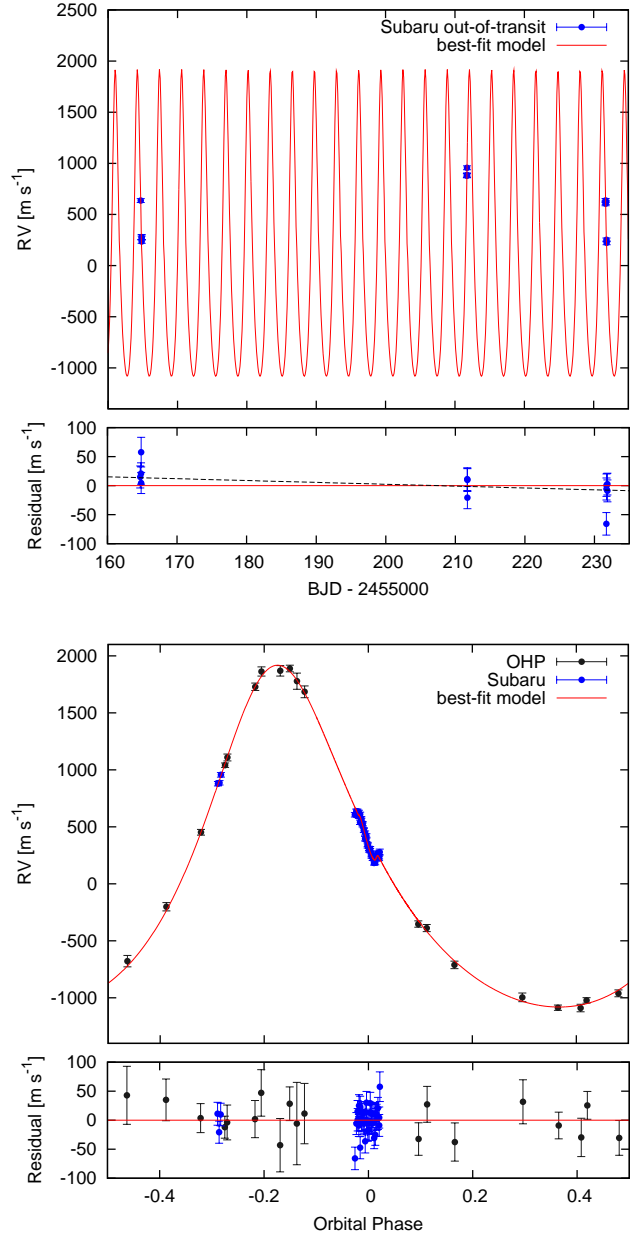 Subaru out-of-transit
best-fit model
RV [m s-1]
2500
2000
1500
1000
500
0
-500
-1000
Residual [m s-1]
100
50
0
-50
-100
160 170 180 190 200 210 220 230
BJD - 2455000
OHP
Subaru
best-fit model
RV [m s-1]
2000
1500
1000
500
0
-500
-1000
Residual [m s-1]
100
50
0
-50
-100
-0.4 -0.2 0 0.2 0.4
Orbital Phase